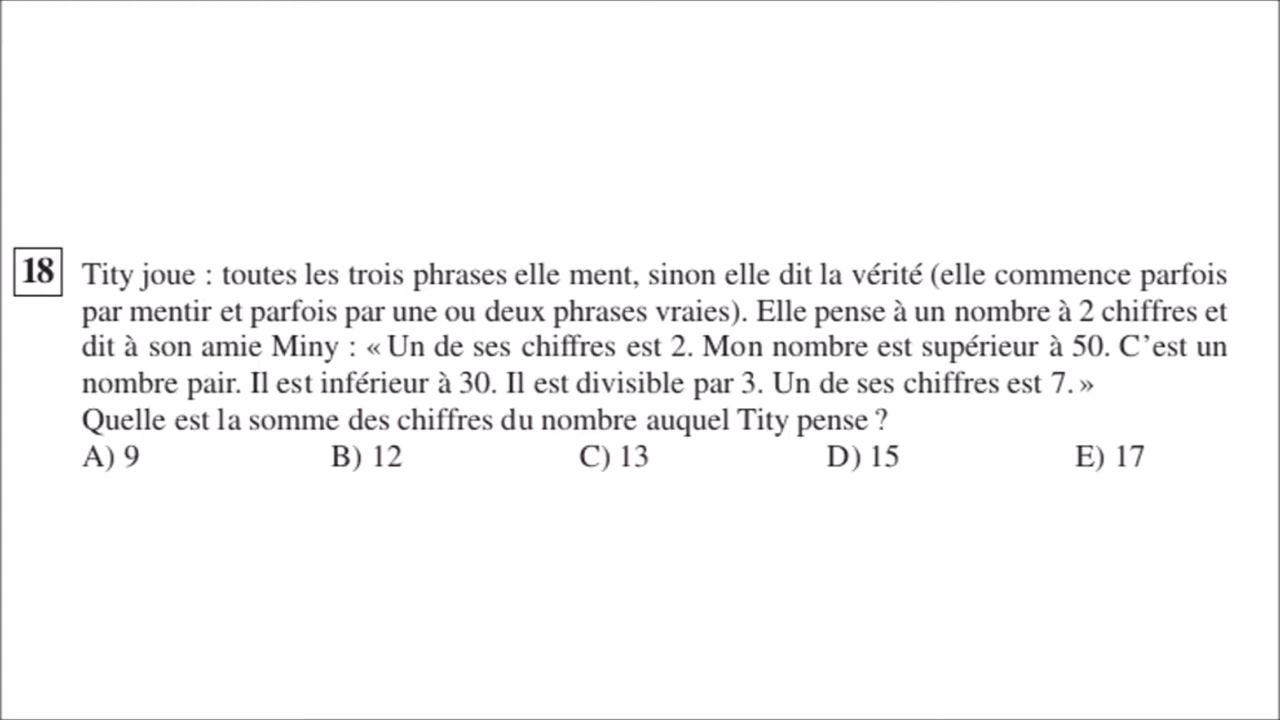 18 Tity joue : toutes les trois phrases elle ment, sinon elle dit la vérité (elle commence parfois
par mentir et parfois par une ou deux phrases vraies). Elle pense à un nombre à 2 chiffres et
dit à son amie Miny : « Un de ses chiffres est 2. Mon nombre est supérieur à 50. C’est un
nombre pair. Il est inférieur à 30. Il est divisible par 3. Un de ses chiffres est 7. »
Quelle est la somme des chiffres du nombre auquel Tity pense ?
A) 9 B) 12 C) 13 D) 15 E) 17